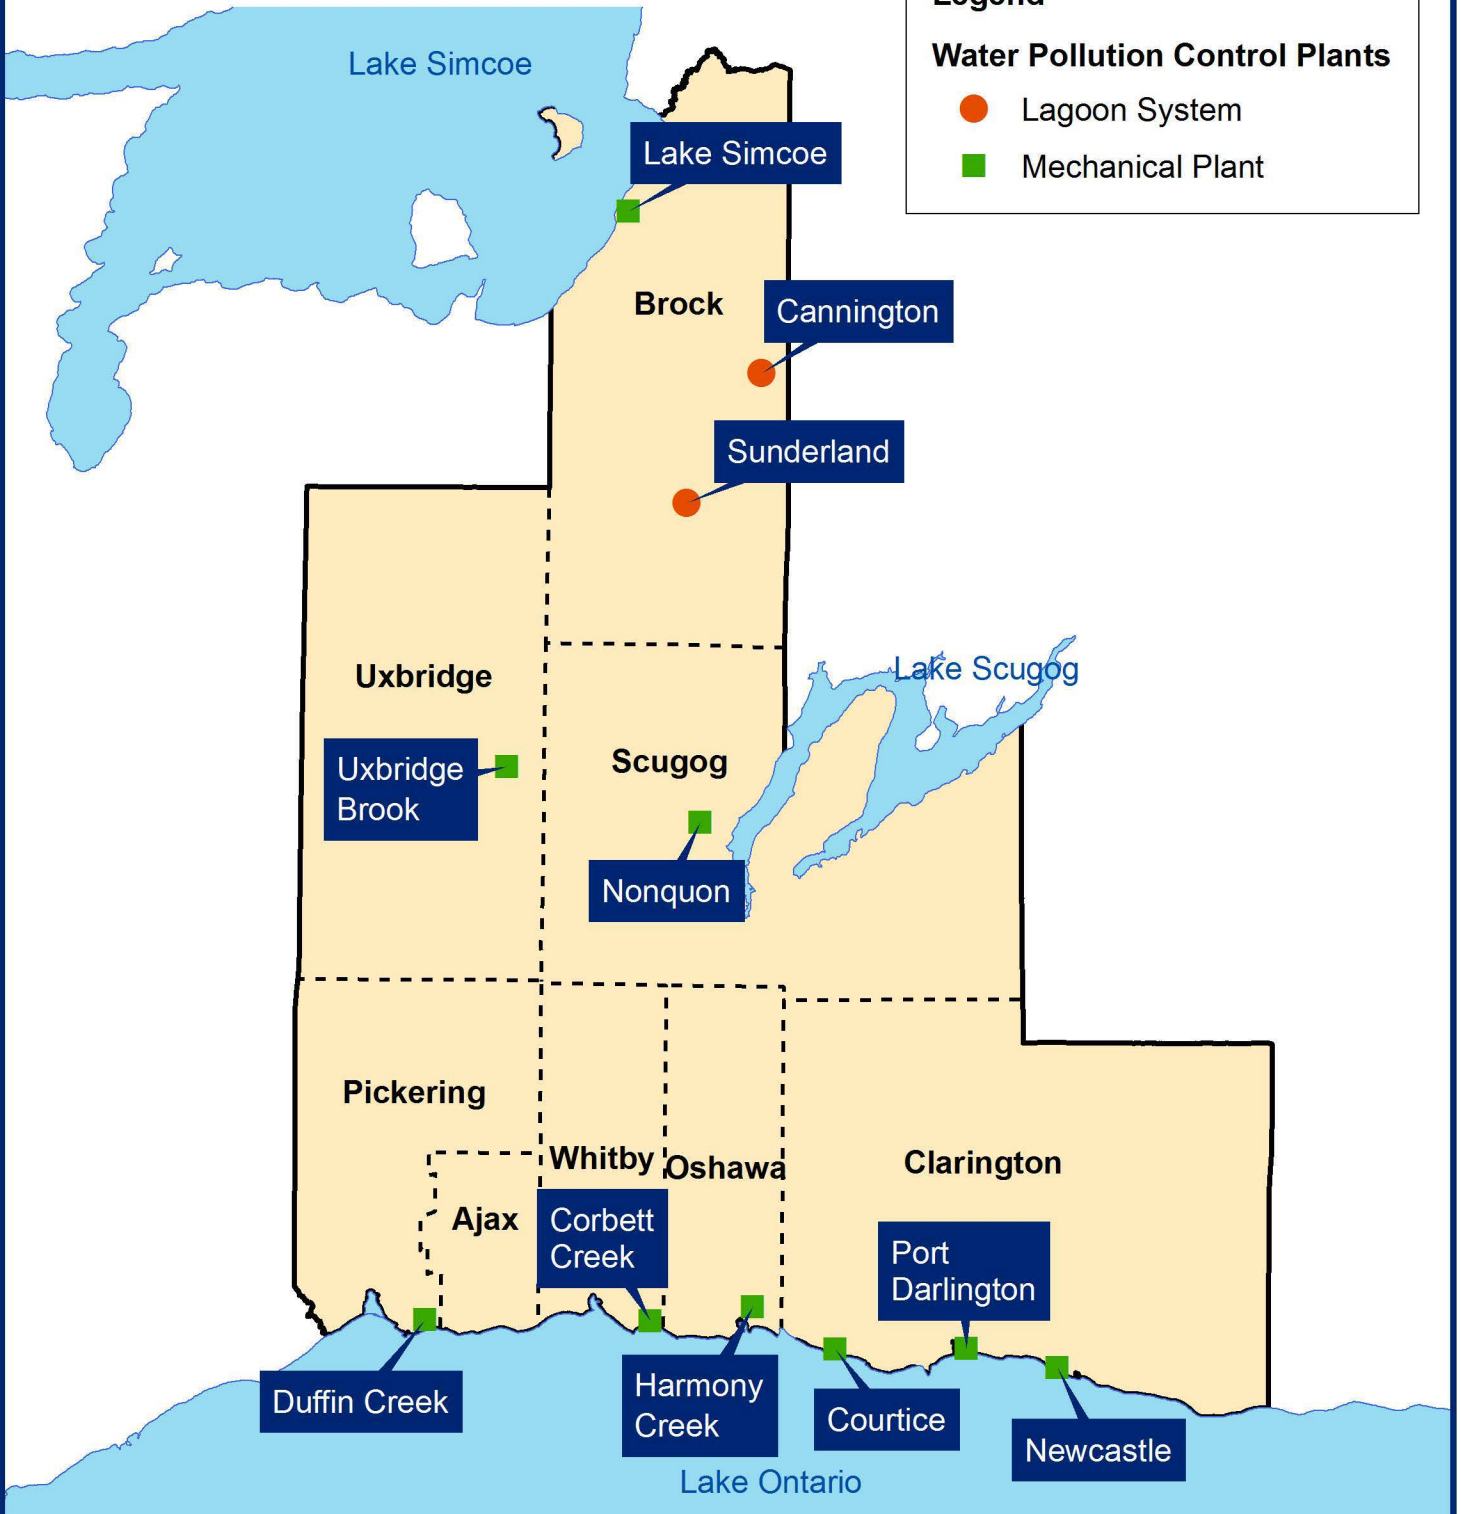 Legend
Lake Simcoe
Water Pollution Control Plants
Lagoon System
Lake Simcoe
Mechanical Plant
Brock
Cannington
Sunderland
Lake Scugog
Uxbridge
Scugog
Uxbridge
Brook
Nonquon
Pickering
Whitby
Oshawa
Clarington
Ajax
Corbett
Creek
Port
Darlington
Duffin Creek
Harmony
Creek
Courtice
Newcastle
Lake Ontario